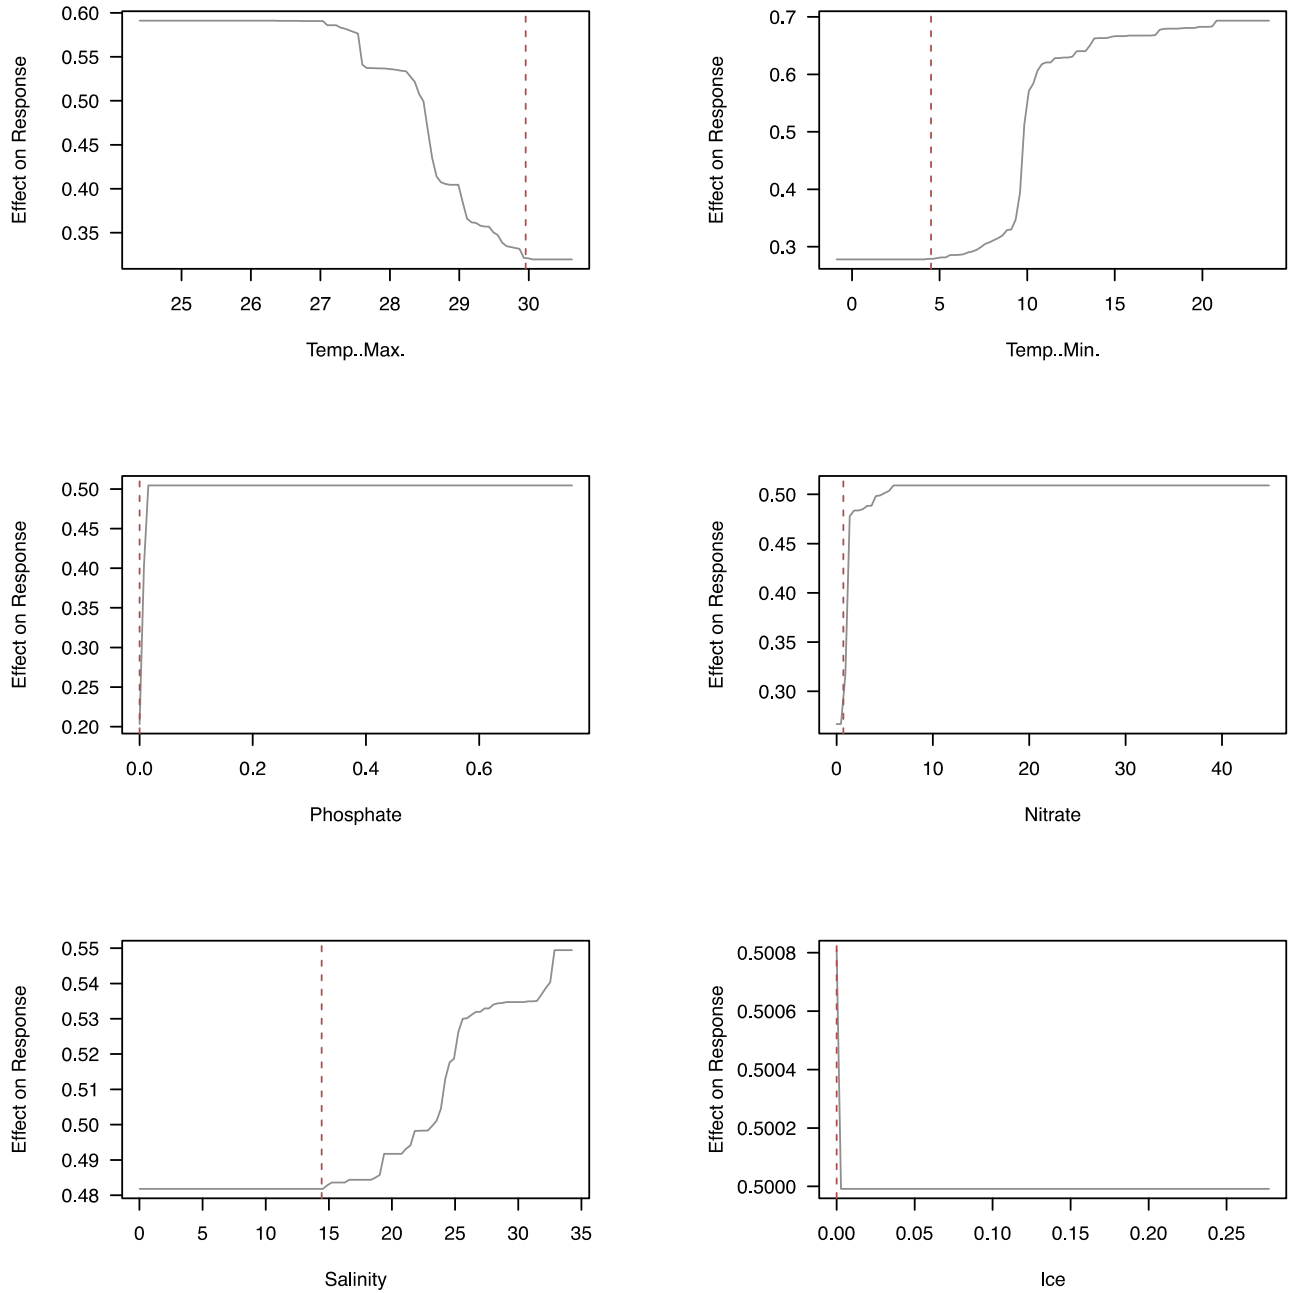 0.60
0.55
0.50
0.45
0.40
0.35
Effect on Response
25 26 27 28 29 30
Temp..Max.
0.7
0.6
0.5
0.4
0.3
Effect on Response
0 5 10 15 20
Temp..Min.
0.50
0.45
0.40
0.35
0.30
0.25
0.20
Effect on Response
0.0 0.2 0.4 0.6
Phosphate
0.50
0.45
0.40
0.35
0.30
Effect on Response
0 10 20 30 40
Nitrate
0.55
0.54
0.53
0.52
0.51
0.50
0.49
0.48
Effect on Response
0 5 10 15 20 25 30 35
Salinity
0.5008
0.5006
0.5004
0.5002
0.5000
Effect on Response
0.00 0.05 0.10 0.15 0.20 0.25
Ice